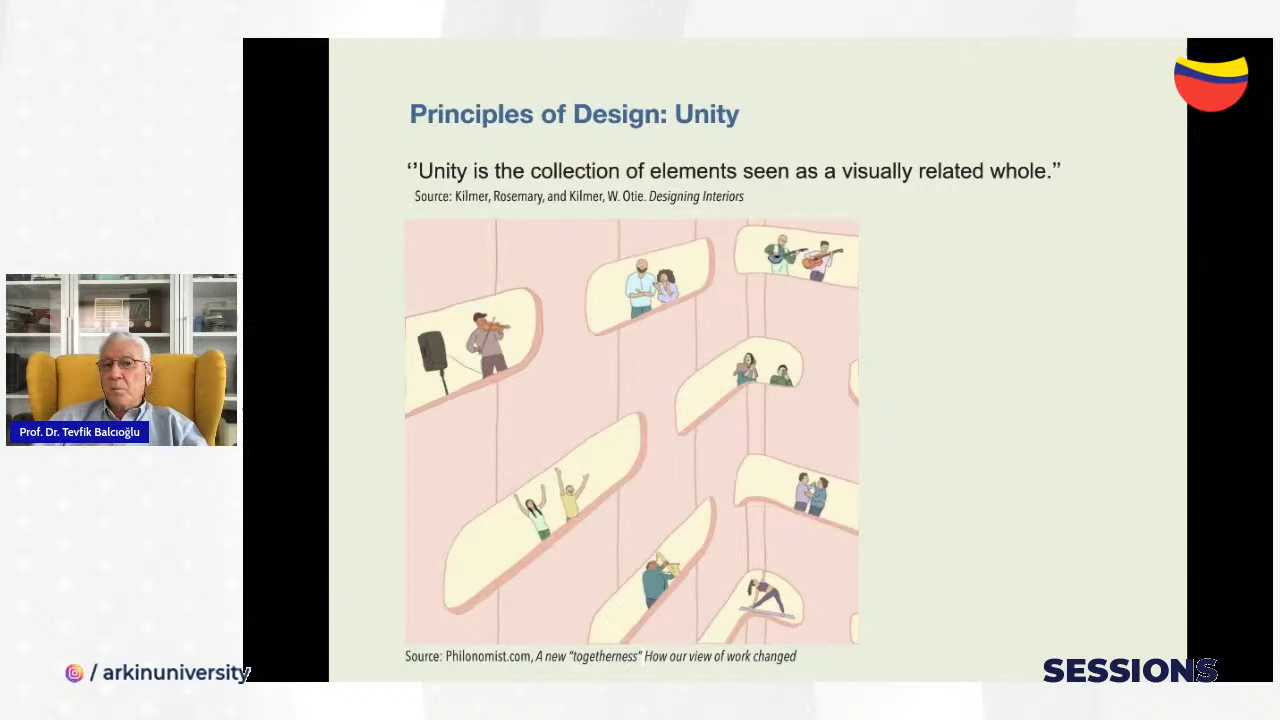 Principles of Design: Unity
‘’Unity is the collection of elements seen as a visually related whole.”
Source: Kilmer, Rosemary, and Kilmer, W. Otie. Designing Interiors
Prof. Dr. Tevfik Balcıoğlu
Source: Philonomist.com, A new “togetherness” How our view of work changed
/ arkinuniversity
SESSIONS